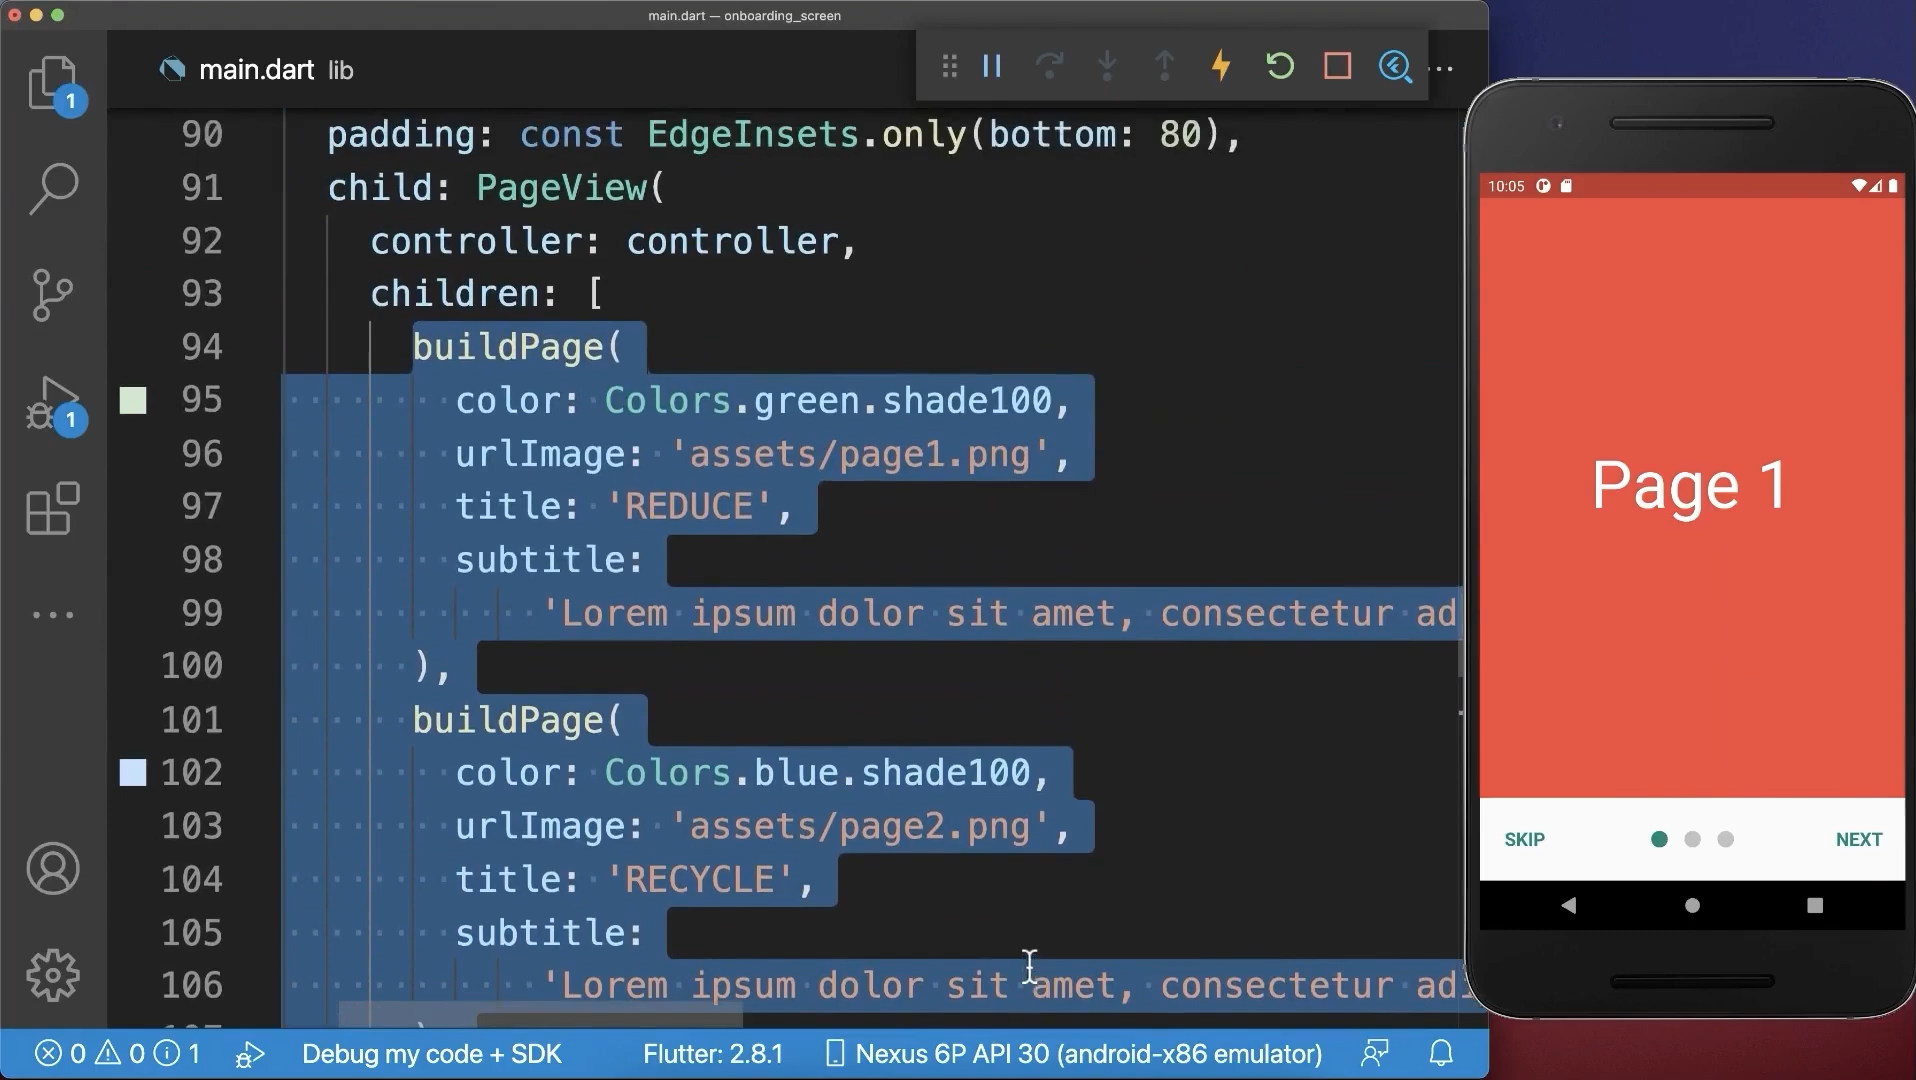 main.dart — onboarding_screen
main.dart lib
90 padding: const EdgeInsets.only(bottom: 80),
91 child: PageView(
92 controller: controller,
93 children: [
94 buildPage(
95 color: Colors.green.shade100,
96 urlImage: 'assets/page1.png',
97 title: 'REDUCE',
98 subtitle:
99 'Lorem ipsum dolor sit amet, consectetur ad
100 ),
101 buildPage(
102 color: Colors.blue.shade100,
103 urlImage: 'assets/page2.png',
104 title: 'RECYCLE',
105 subtitle:
106 'Lorem ipsum dolor sit amet, consectetur adi
1
1
0 0 1 Debug my code + SDK Flutter: 2.8.1 Nexus 6P API 30 (android-x86 emulator)
10:05
Page 1
SKIP NEXT